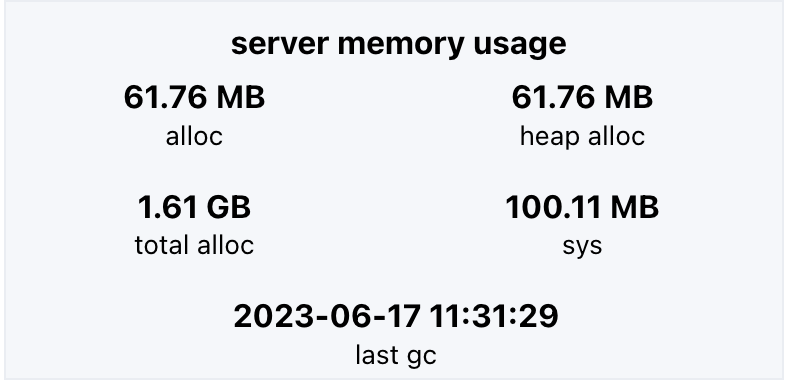 server memory usage
61.76 MB 61.76 MB
alloc heap alloc
1.61 GB 100.11 MB
total alloc sys
2023-06-17 11:31:29
last gc